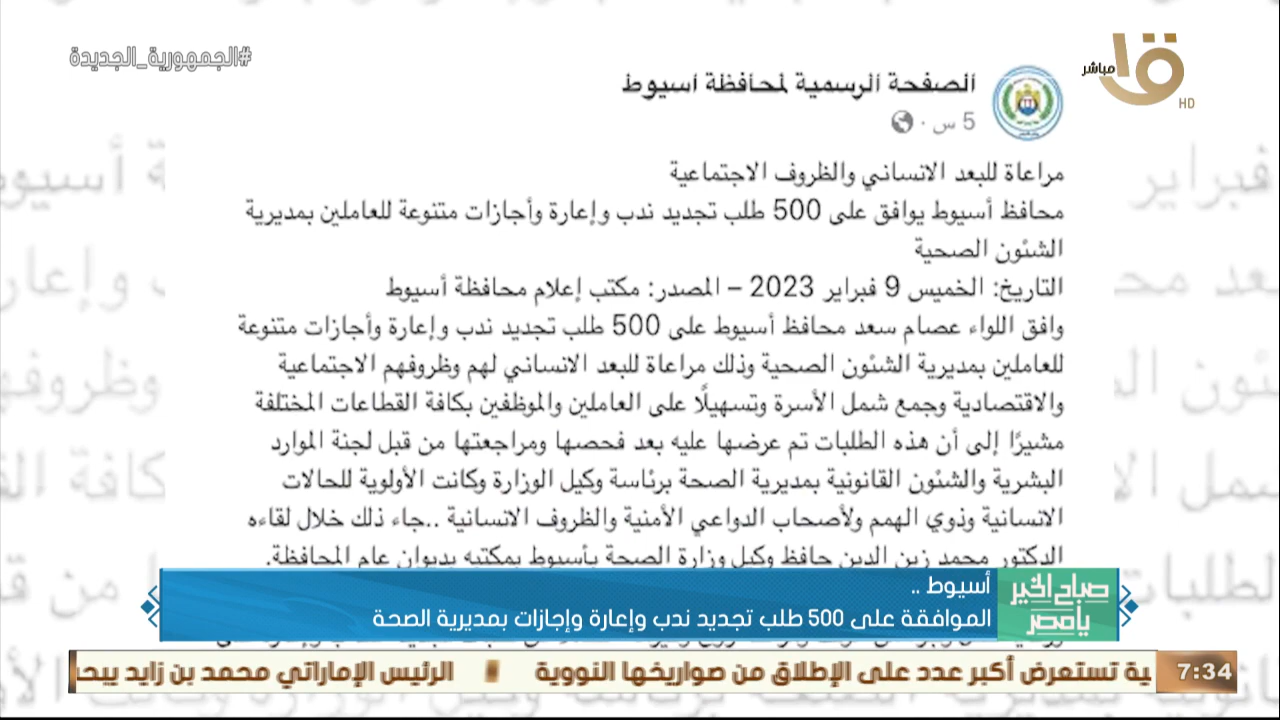 #الجمهورية_الجديدة
مباشر
HD
الصفحة الرسمية لمحافظة أسيوط
5 س ·
مراعاة للبعد الانساني والظروف الاجتماعية
محافظ أسيوط يوافق على 500 طلب تجديد ندب وإعارة وأجازات متنوعة للعاملين بمديرية
الشئون الصحية
التاريخ: الخميس 9 فبراير 2023 – المصدر: مكتب إعلام محافظة أسيوط
وافق اللواء عصام سعد محافظ أسيوط على 500 طلب تجديد ندب وإعارة وأجازات متنوعة
للعاملين بمديرية الشئون الصحية وذلك مراعاة للبعد الانساني لهم وظروفهم الاجتماعية
والاقتصادية وجمع شمل الأسرة وتسهيلًا على العاملين والموظفين بكافة القطاعات المختلفة
مشيرًا إلى أن هذه الطلبات تم عرضها عليه بعد فحصها ومراجعتها من قبل لجنة الموارد
البشرية والشئون القانونية بمديرية الصحة برئاسة وكيل الوزارة وكانت الأولوية للحالات
الانسانية وذوي الهمم ولأصحاب الدواعي الأمنية والظروف الانسانية ..جاء ذلك خلال لقاءه
الدكتور محمد زين الدين حافظ وكيل وزارة الصحة بأسيوط بمكتبه بديوان عام المحافظة.
صباح الخير
يا مصر
أسيوط ..
الموافقة على 500 طلب تجديد ندب وإعارة وإجازات بمديرية الصحة
7:34
ية تستعرض أكبر عدد على الإطلاق من صواريخها النووية الرئيس الإماراتي محمد بن زايد يبحـ